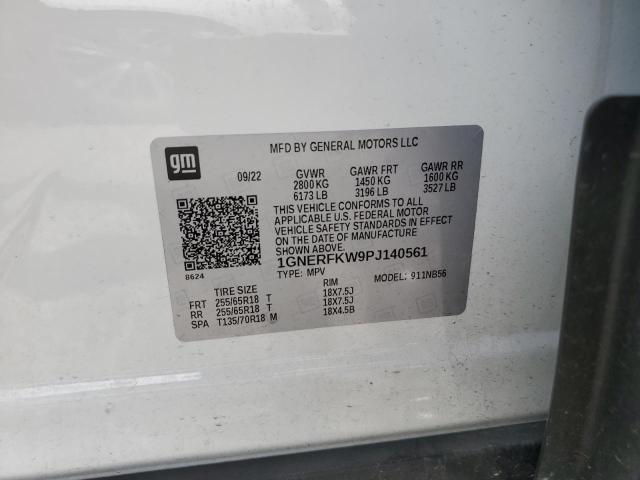 MFD BY GENERAL MOTORS LLC
gm
09/22 GVWR GAWR FRT GAWR RR
2800 KG 1450 KG 1600 KG
6173 LB 3196 LB 3527 LB
THIS VEHICLE CONFORMS TO ALL
APPLICABLE U.S. FEDERAL MOTOR
VEHICLE SAFETY STANDARDS IN EFFECT
ON THE DATE OF MANUFACTURE
SHOWN ABOVE.
1GNERFKW9PJ140561
8624 TYPE: MPV MODEL: 911NB56
TIRE SIZE RIM
FRT 255/65R18 T 18X7.5J
RR 255/65R18 T 18X7.5J
SPA T135/70R18 M 18X4.5B